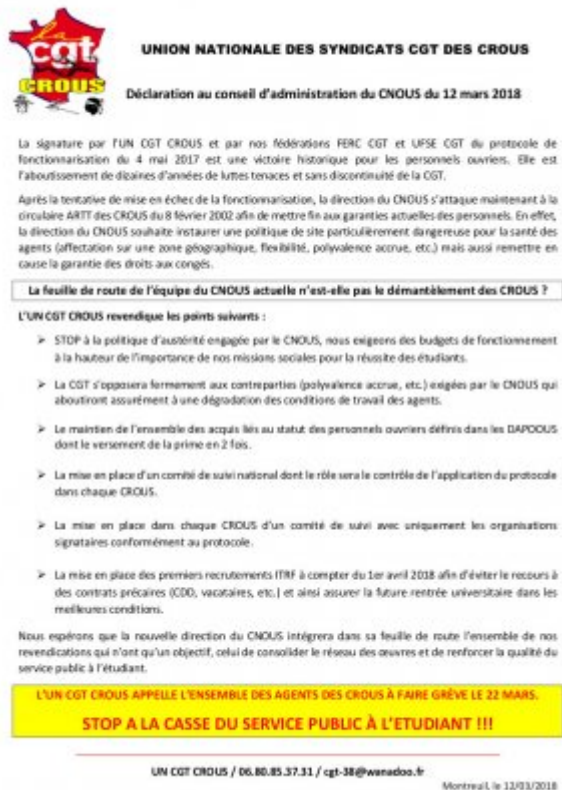 la
cgt
CROUS
UNION NATIONALE DES SYNDICATS CGT DES CROUS
Déclaration au conseil d'administration du CNOUS du 12 mars 2018
La signature par l'UN CGT CROUS et par nos fédérations FERC CGT et UFSE CGT du protocole de
fonctionnarisation du 4 mai 2017 est une victoire historique pour les personnels ouvriers. Elle est
l'aboutissement de dizaines d'années de luttes tenaces et sans discontinuité de la CGT.
Après la tentative de mise en échec de la fonctionnarisation, la direction du CNOUS s'attaque maintenant à la
circulaire ARTT des CROUS du 8 février 2002 afin de mettre fin aux garanties actuelles des personnels. En effet,
la direction du CNOUS souhaite instaurer une politique de site particulièrement dangereuse pour la santé des
agents (affectation sur une zone géographique, flexibilité, polyvalence accrue, etc.) mais aussi remettre en
cause la garantie des droits aux congés.
La feuille de route de l'équipe du CNOUS actuelle n'est-elle pas le démantèlement des CROUS ?
L'UN CGT CROUS revendique les points suivants :
➢ STOP à la politique d'austérité engagée par le CNOUS, nous exigeons des budgets de fonctionnement
à la hauteur de l'importance de nos missions sociales pour la réussite des étudiants.
➢ La CGT s'opposera fermement aux contreparties (polyvalence accrue, etc.) exigées par le CNOUS qui
aboutiront assurément à une dégradation des conditions de travail des agents.
➢ Le maintien de l'ensemble des acquis liés au statut des personnels ouvriers définis dans les DAPOOUS
dont le versement de la prime en 2 fois.
➢ La mise en place d'un comité de suivi national dont le rôle sera le contrôle de l'application du protocole
dans chaque CROUS.
➢ La mise en place dans chaque CROUS d'un comité de suivi avec uniquement les organisations
signataires conformément au protocole.
➢ La mise en place des premiers recrutements ITRF à compter du 1er avril 2018 afin d'éviter le recours à
des contrats précaires (CDD, vacataires, etc.) et ainsi assurer la future rentrée universitaire dans les
meilleures conditions.
Nous espérons que la nouvelle direction du CNOUS intégrera dans sa feuille de route l'ensemble de nos
revendications qui n'ont qu'un objectif, celui de consolider le réseau des œuvres et de renforcer la qualité du
service public à l'étudiant.
L'UN CGT CROUS APPELLE L'ENSEMBLE DES AGENTS DES CROUS À FAIRE GRÈVE LE 22 MARS.
STOP A LA CASSE DU SERVICE PUBLIC À L'ETUDIANT !!!
UN CGT CROUS / 06.80.85.37.31 / cgt-38@wanadoo.fr
Montreuil, le 12/03/2018